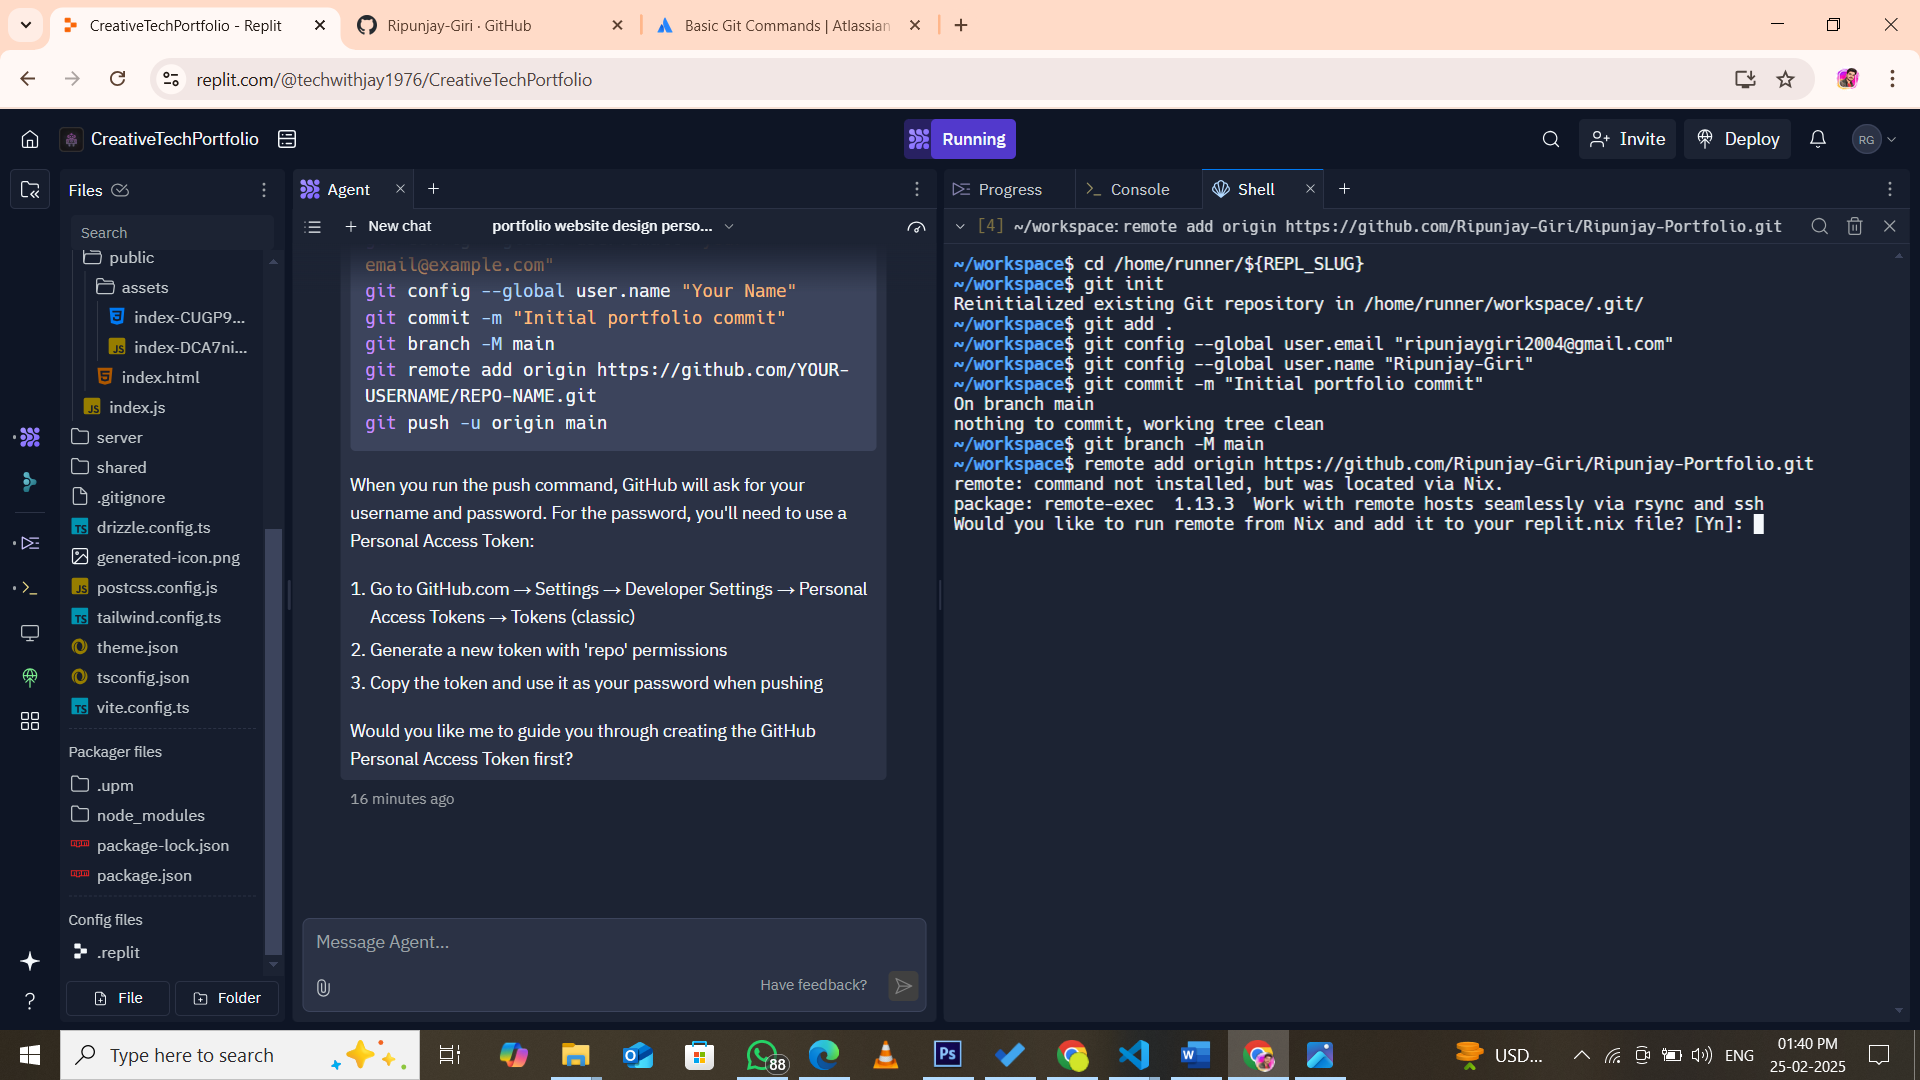 CreativeTechPortfolio - Replit
Ripunjay-Giri · GitHub
Basic Git Commands | Atlassian
replit.com/@techwithjay1976/CreativeTechPortfolio
CreativeTechPortfolio
Running
Invite
Deploy
RG
Files
Search
public
assets
index-CUGP9...
index-DCA7ni...
index.html
index.js
server
shared
.gitignore
drizzle.config.ts
generated-icon.png
postcss.config.js
tailwind.config.ts
theme.json
tsconfig.json
vite.config.ts
Packager files
.upm
node_modules
package-lock.json
package.json
Config files
.replit
File
Folder
Agent
New chat
portfolio website design perso...
email@example.com"
git config --global user.name "Your Name"
git commit -m "Initial portfolio commit"
git branch -M main
git remote add origin https://github.com/YOUR-
USERNAME/REPO-NAME.git
git push -u origin main
When you run the push command, GitHub will ask for your
username and password. For the password, you'll need to use a
Personal Access Token:
1. Go to GitHub.com → Settings → Developer Settings → Personal
Access Tokens → Tokens (classic)
2. Generate a new token with 'repo' permissions
3. Copy the token and use it as your password when pushing
Would you like me to guide you through creating the GitHub
Personal Access Token first?
16 minutes ago
Message Agent...
Have feedback?
Progress
Console
Shell
[4] ~/workspace: remote add origin https://github.com/Ripunjay-Giri/Ripunjay-Portfolio.git
~/workspace$ cd /home/runner/${REPL_SLUG}
~/workspace$ git init
Reinitialized existing Git repository in /home/runner/workspace/.git/
~/workspace$ git add .
~/workspace$ git config --global user.email "ripunjaygiri2004@gmail.com"
~/workspace$ git config --global user.name "Ripunjay-Giri"
~/workspace$ git commit -m "Initial portfolio commit"
On branch main
nothing to commit, working tree clean
~/workspace$ git branch -M main
~/workspace$ remote add origin https://github.com/Ripunjay-Giri/Ripunjay-Portfolio.git
remote: command not installed, but was located via Nix.
package: remote-exec  1.13.3  Work with remote hosts seamlessly via rsync and ssh
Would you like to run remote from Nix and add it to your replit.nix file? [Yn]:
Type here to search
88
Ps
USD...
ENG
01:40 PM
25-02-2025